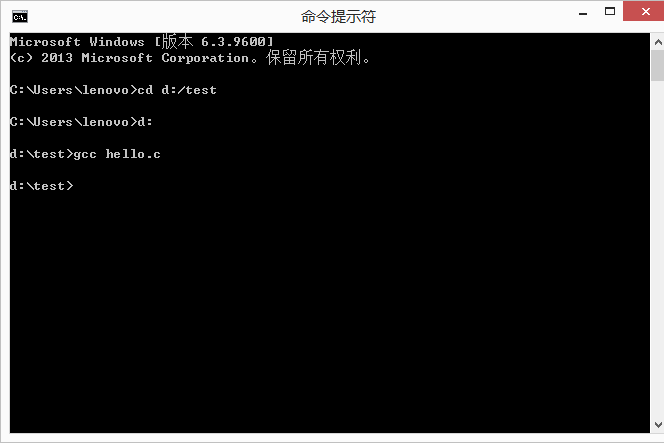 命令提示符
Microsoft Windows [版本 6.3.9600]
(c) 2013 Microsoft Corporation。保留所有权利。
C:\Users\lenovo>cd d:/test
C:\Users\lenovo>d:
d:\test>gcc hello.c
d:\test>